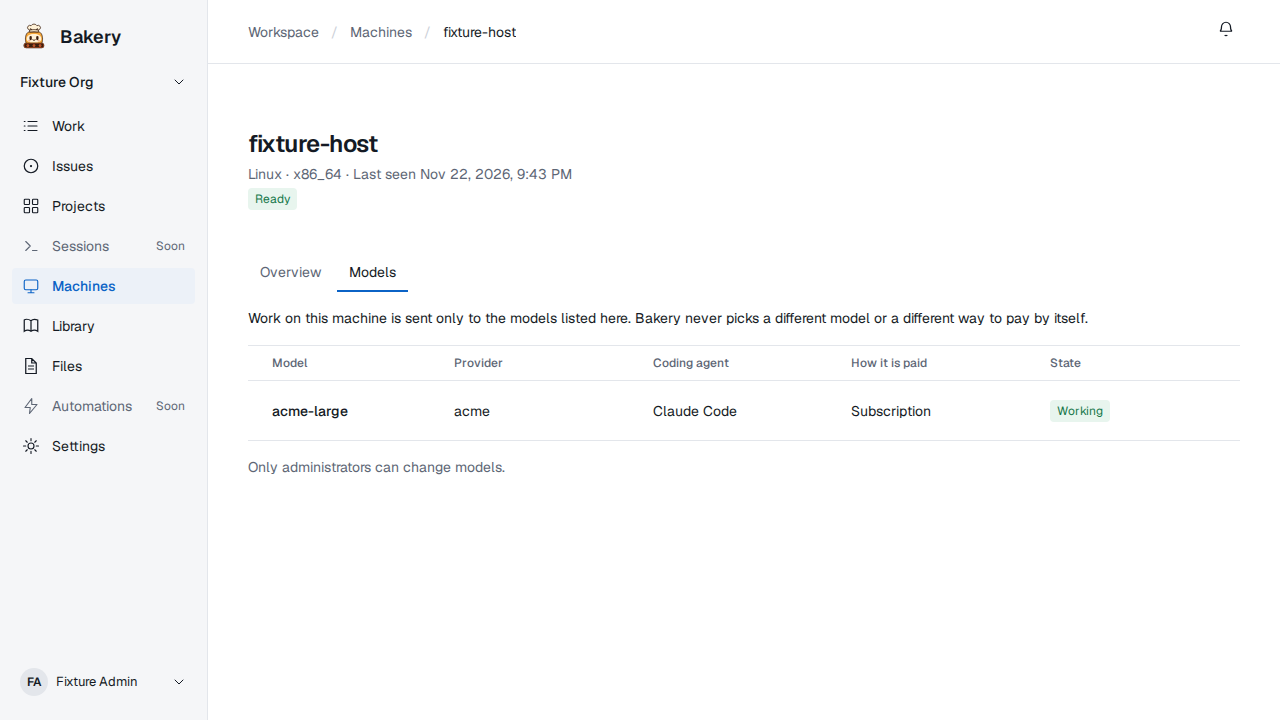 Bakery
Fixture Org
Work
Issues
Projects
Sessions Soon
Machines
Library
Files
Automations Soon
Settings
FA Fixture Admin
Workspace / Machines / fixture-host
fixture-host
Linux · x86_64 · Last seen Nov 22, 2026, 9:43 PM
Ready
Overview Models
Work on this machine is sent only to the models listed here. Bakery never picks a different model or a different way to pay by itself.
Model Provider Coding agent How it is paid State
acme-large acme Claude Code Subscription Working
Only administrators can change models.